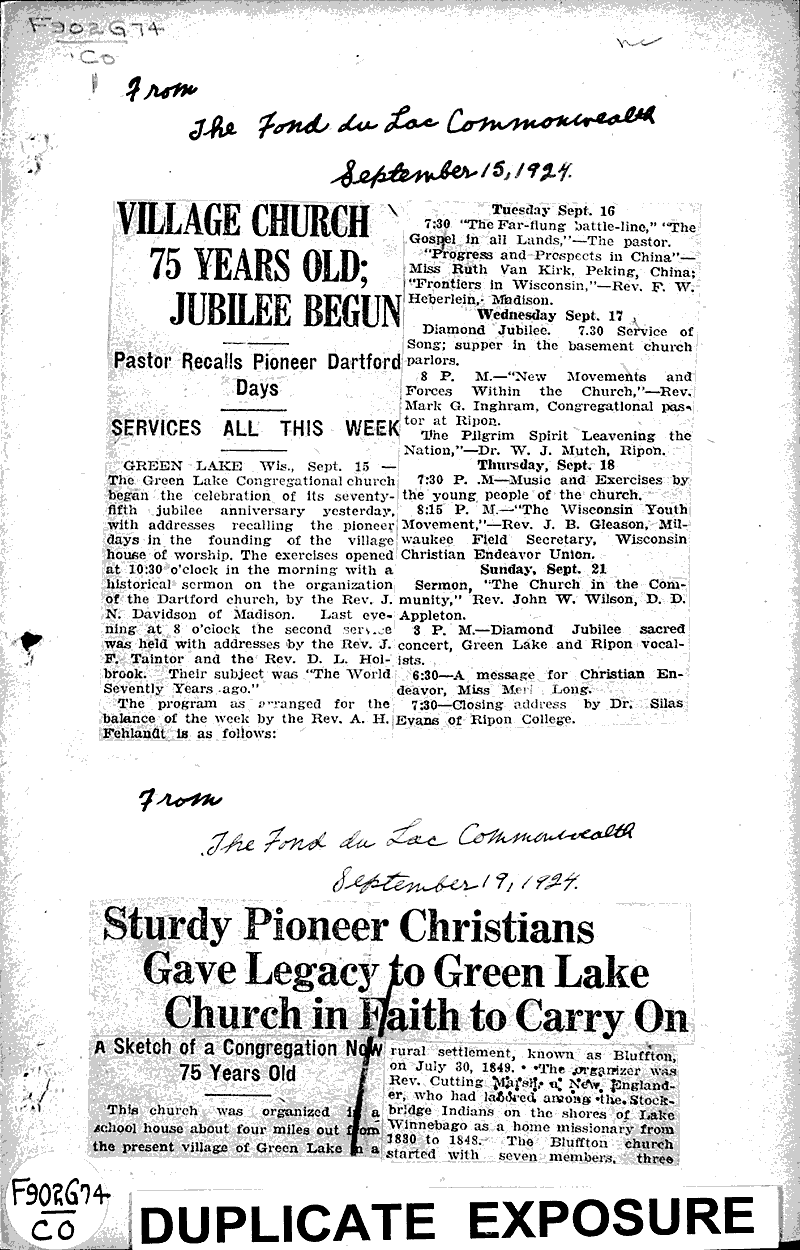 F902G74
Co
1
nc
From
The Fond du Lac Commonwealth
September 15, 1924.
VILLAGE CHURCH
75 YEARS OLD;
JUBILEE BEGUN
Pastor Recalls Pioneer Dartford
Days
SERVICES ALL THIS WEEK
GREEN LAKE Wis., Sept. 15 —
The Green Lake Congregational church
began the celebration of its seventy-
fifth jubilee anniversary yesterday,
with addresses recalling the pioneer
days in the founding of the village
house of worship. The exercises opened
at 10:30 o'clock in the morning with a
historical sermon on the organization
of the Dartford church, by the Rev. J.
N. Davidson of Madison. Last eve-
ning at 8 o'clock the second service
was held with addresses by the Rev. J.
F. Taintor and the Rev. D. L. Hol-
brook. Their subject was "The World
Sevently Years ago."
The program as arranged for the
balance of the week by the Rev. A. H.
Fehlandt is as follows:
Tuesday Sept. 16
7:30 "The Far-flung battle-line," "The
Gospel in all Lands,"—The pastor.
"Progress and Prospects in China"—
Miss Ruth Van Kirk, Peking, China;
"Frontiers in Wisconsin,"—Rev. F. W.
Heberlein, Madison.
Wednesday Sept. 17
Diamond Jubilee. 7.30 Service of
Song; supper in the basement church
parlors.
8 P. M.—"New Movements and
Forces Within the Church,"—Rev.
Mark G. Inghram, Congregational pas-
tor at Ripon.
The Pilgrim Spirit Leavening the
Nation,"—Dr. W. J. Mutch, Ripon.
Thursday, Sept. 18
7:30 P. .M—Music and Exercises by
the young people of the church.
8:15 P. M.—"The Wisconsin Youth
Movement,"—Rev. J. B. Gleason, Mil-
waukee Field Secretary, Wisconsin
Christian Endeavor Union.
Sunday, Sept. 21
Sermon, "The Church in the Com-
munity," Rev. John W. Wilson, D. D.
Appleton.
3 P. M.—Diamond Jubilee sacred
concert, Green Lake and Ripon vocal-
ists.
6:30—A message for Christian En-
deavor, Miss Long.
7:30—Closing address by Dr. Silas
Evans of Ripon College.
From
The Fond du Lac Commonwealth
September 19, 1924.
Sturdy Pioneer Christians
Gave Legacy to Green Lake
Church in Faith to Carry On
A Sketch of a Congregation Now
75 Years Old
This church was organized in a
school house about four miles out from
the present village of Green Lake in a
rural settlement, known as Bluffton,
on July 30, 1849. The organizer was
Rev. Cutting Marsh, a New England-
er, who had labored among the Stock-
bridge Indians on the shores of Lake
Winnebago as a home missionary from
1830 to 1848. The Bluffton church
started with seven members, three
F902G74
CO
DUPLICATE EXPOSURE